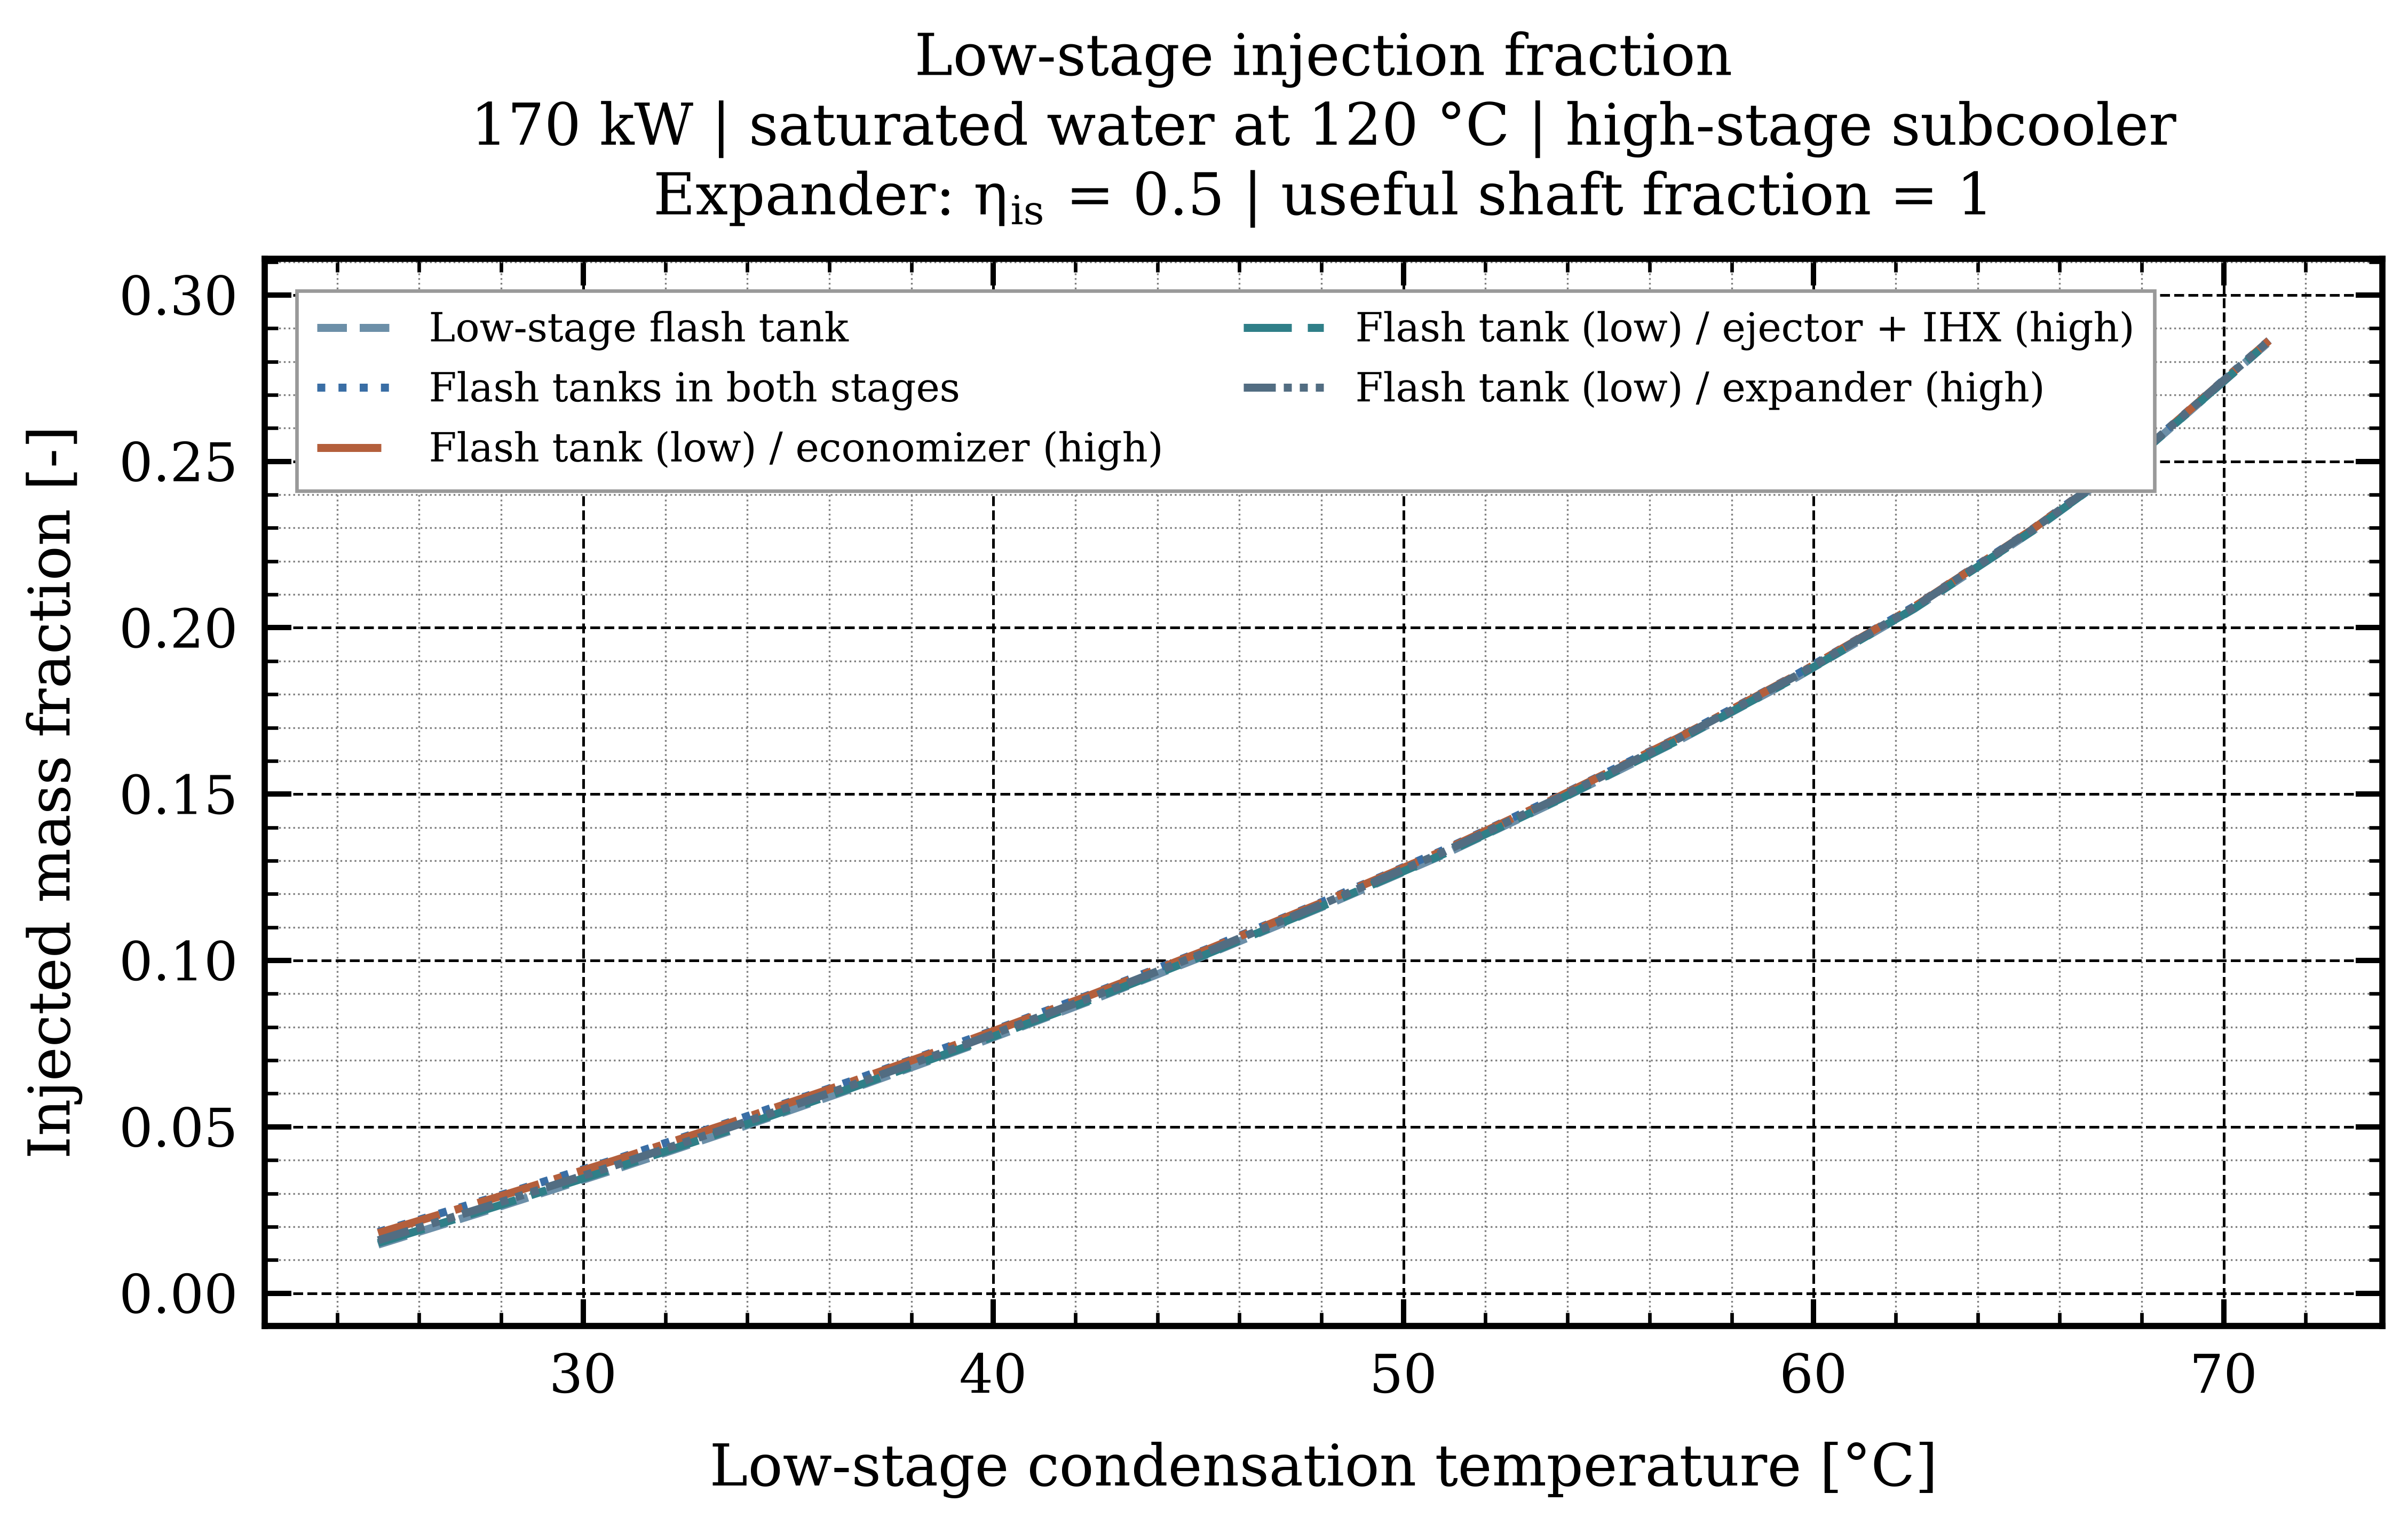 Low-stage injection fraction
170 kW | saturated water at 120 °C | high-stage subcooler
Expander: ηis = 0.5 | useful shaft fraction = 1
Injected mass fraction [-]
0.30
0.25
0.20
0.15
0.10
0.05
0.00
Low-stage flash tank
Flash tanks in both stages
Flash tank (low) / economizer (high)
Flash tank (low) / ejector + IHX (high)
Flash tank (low) / expander (high)
30 40 50 60 70
Low-stage condensation temperature [°C]